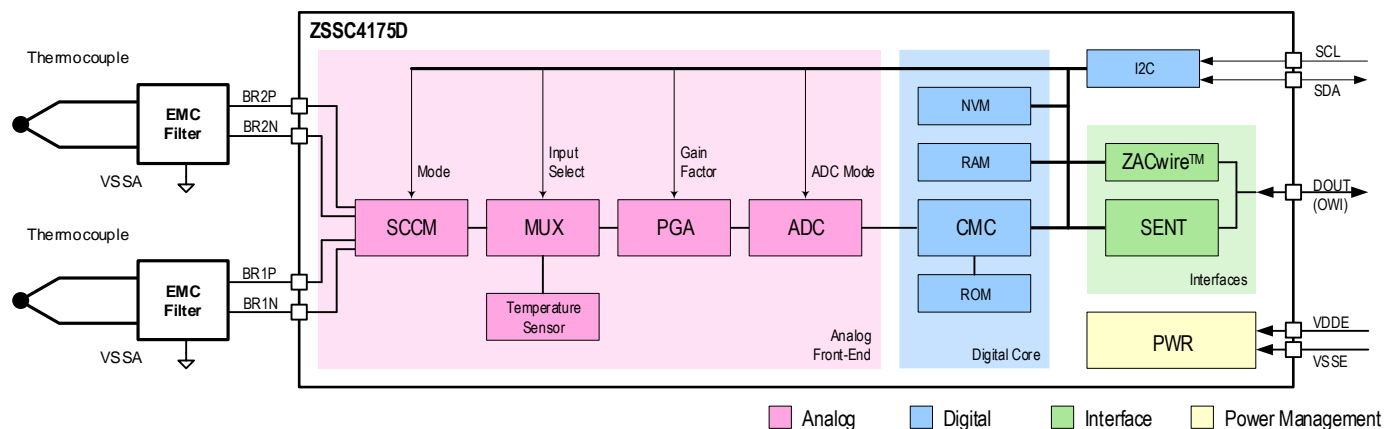 ZSSC4175D
Thermocouple
EMC
Filter
BR2P
BR2N
VSSA
Thermocouple
EMC
Filter
BR1P
BR1N
VSSA
Mode
Input
Select
Gain
Factor
ADC Mode
SCCM
MUX
PGA
ADC
Temperature
Sensor
Analog
Front-End
NVM
RAM
CMC
ROM
Digital Core
I2C
ZACwire™
SENT
Interfaces
PWR
SCL
SDA
DOUT
(OWI)
VDDE
VSSE
Analog
Digital
Interface
Power Management